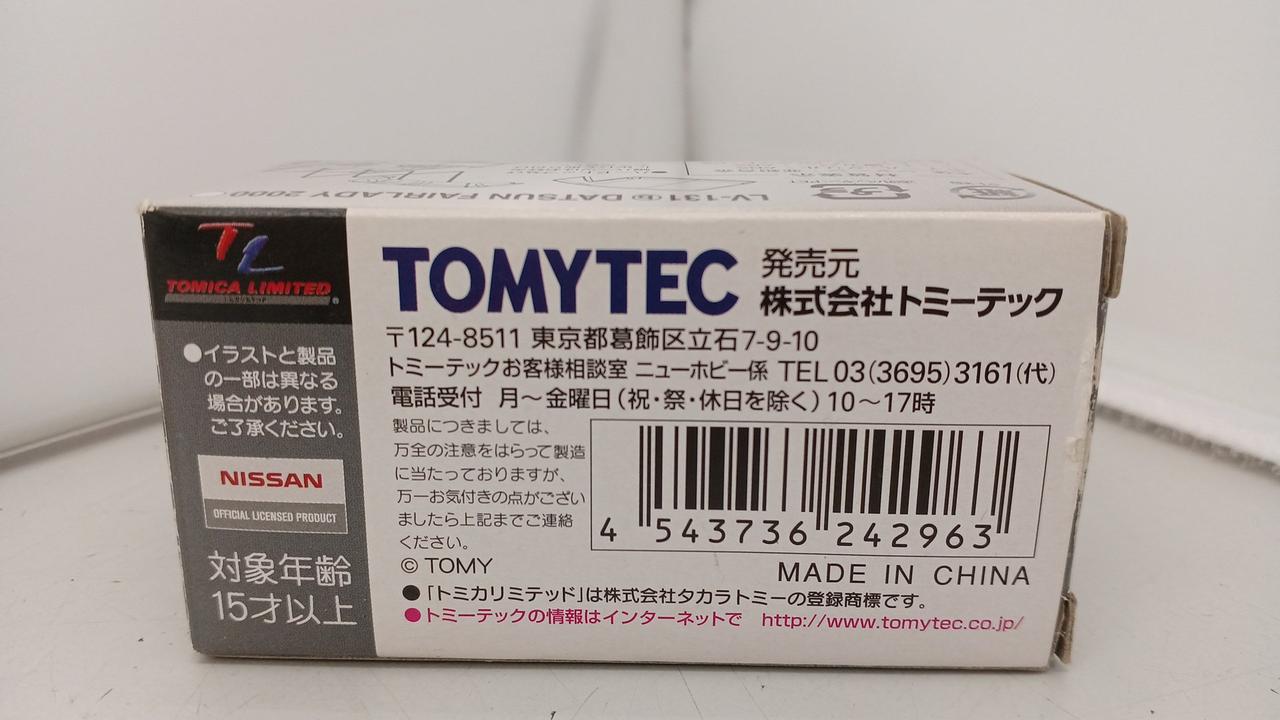 LV-131 DATSUN FAIRLADY 2000
TL
TOMICA LIMITED
●イラストと製品
の一部は異なる
場合があります。
ご了承ください。
NISSAN
OFFICIAL LICENSED PRODUCT
対象年齢
15才以上
TOMYTEC
発売元
株式会社トミーテック
〒124-8511 東京都葛飾区立石7-9-10
トミーテックお客様相談室 ニューホビー係 TEL 03(3695)3161(代)
電話受付 月～金曜日(祝・祭・休日を除く)10～17時
製品につきましては、
万全の注意をはらって製造
に当たっておりますが、
万一お気付きの点がござい
ましたら上記までご連絡
ください。
© TOMY
4 543736 242963
MADE IN CHINA
●「トミカリミテッド」は株式会社タカラトミーの登録商標です。
●トミーテックの情報はインターネットで http://www.tomytec.co.jp/